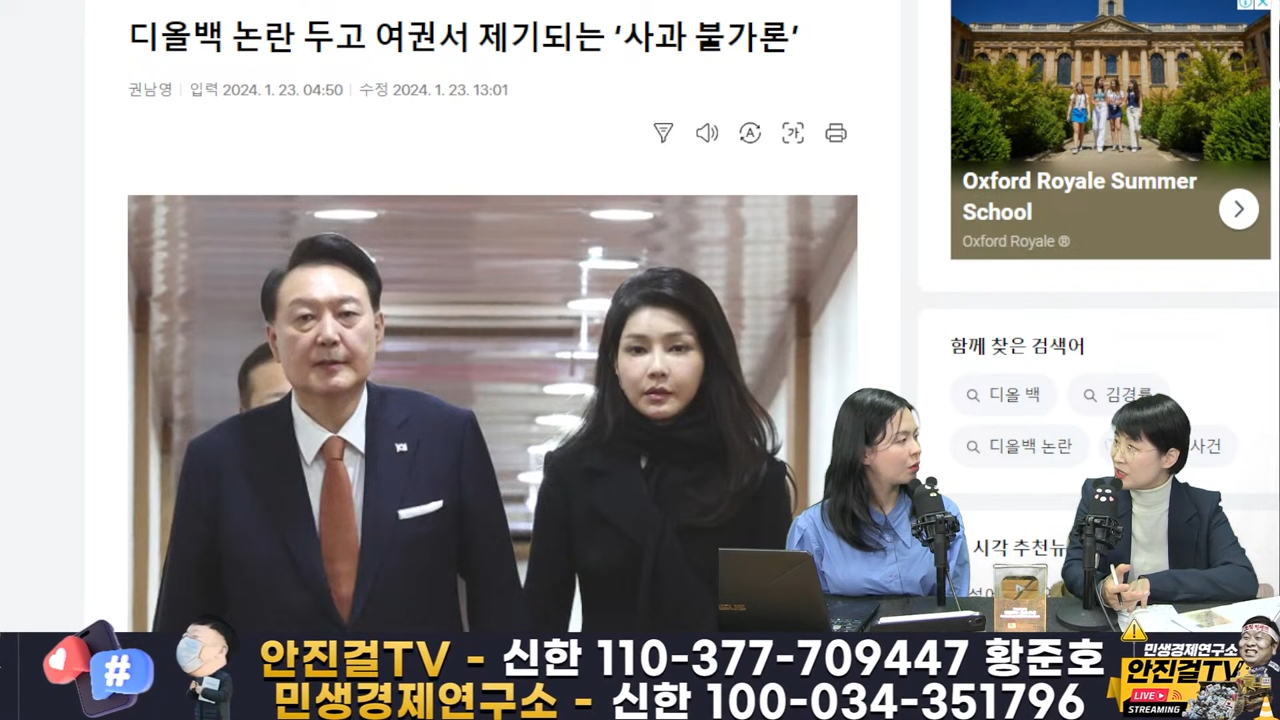 디올백 논란 두고 여권서 제기되는 ‘사과 불가론’
권남영 입력 2024. 1. 23. 04:50 수정 2024. 1. 23. 13:01
Oxford Royale Summer
School
Oxford Royale ®
함께 찾은 검색어
디올 백
김경률
디올백 논란
사건
시각 추천뉴
안진걸TV - 신한 110-377-709447 황준호
민생경제연구소 - 신한 100-034-351796
#
민생경제연구소
안진걸TV
LIVE
STREAMING